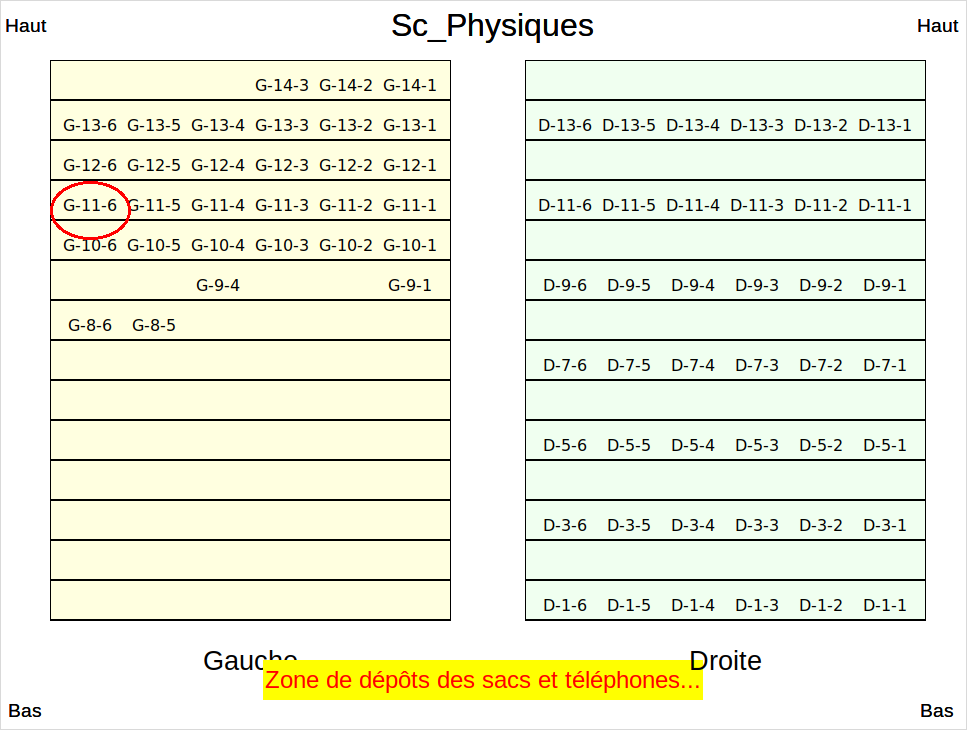 Sc_Physiques
Haut
Haut
G-14-3 G-14-2 G-14-1
G-13-6 G-13-5 G-13-4 G-13-3 G-13-2 G-13-1
G-12-6 G-12-5 G-12-4 G-12-3 G-12-2 G-12-1
G-11-6 G-11-5 G-11-4 G-11-3 G-11-2 G-11-1
G-10-6 G-10-5 G-10-4 G-10-3 G-10-2 G-10-1
G-9-4 G-9-1
G-8-6 G-8-5
D-13-6 D-13-5 D-13-4 D-13-3 D-13-2 D-13-1
D-11-6 D-11-5 D-11-4 D-11-3 D-11-2 D-11-1
D-9-6 D-9-5 D-9-4 D-9-3 D-9-2 D-9-1
D-7-6 D-7-5 D-7-4 D-7-3 D-7-2 D-7-1
D-5-6 D-5-5 D-5-4 D-5-3 D-5-2 D-5-1
D-3-6 D-3-5 D-3-4 D-3-3 D-3-2 D-3-1
D-1-6 D-1-5 D-1-4 D-1-3 D-1-2 D-1-1
Gauche
Droite
Zone de dépôts des sacs et téléphones...
Bas
Bas